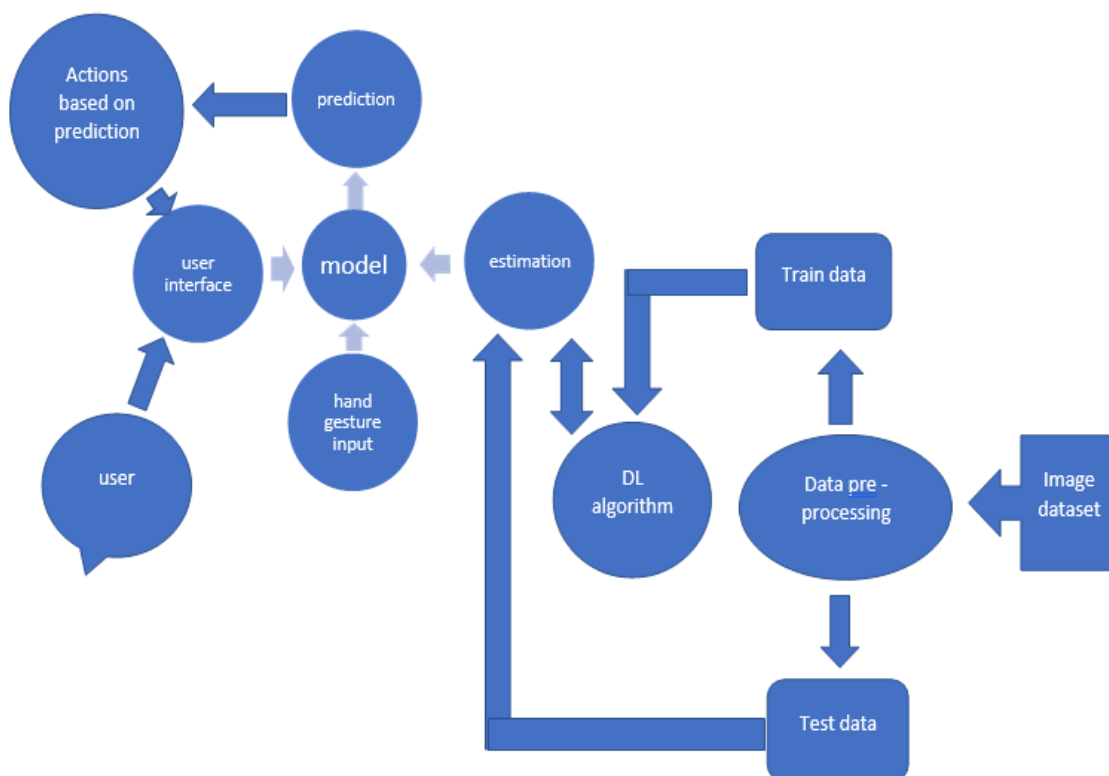 Actions
based on
prediction
prediction
user
interface
model
estimation
Train data
hand
gesture
input
user
DL
algorithm
Data pre -
processing
Image
dataset
Test data